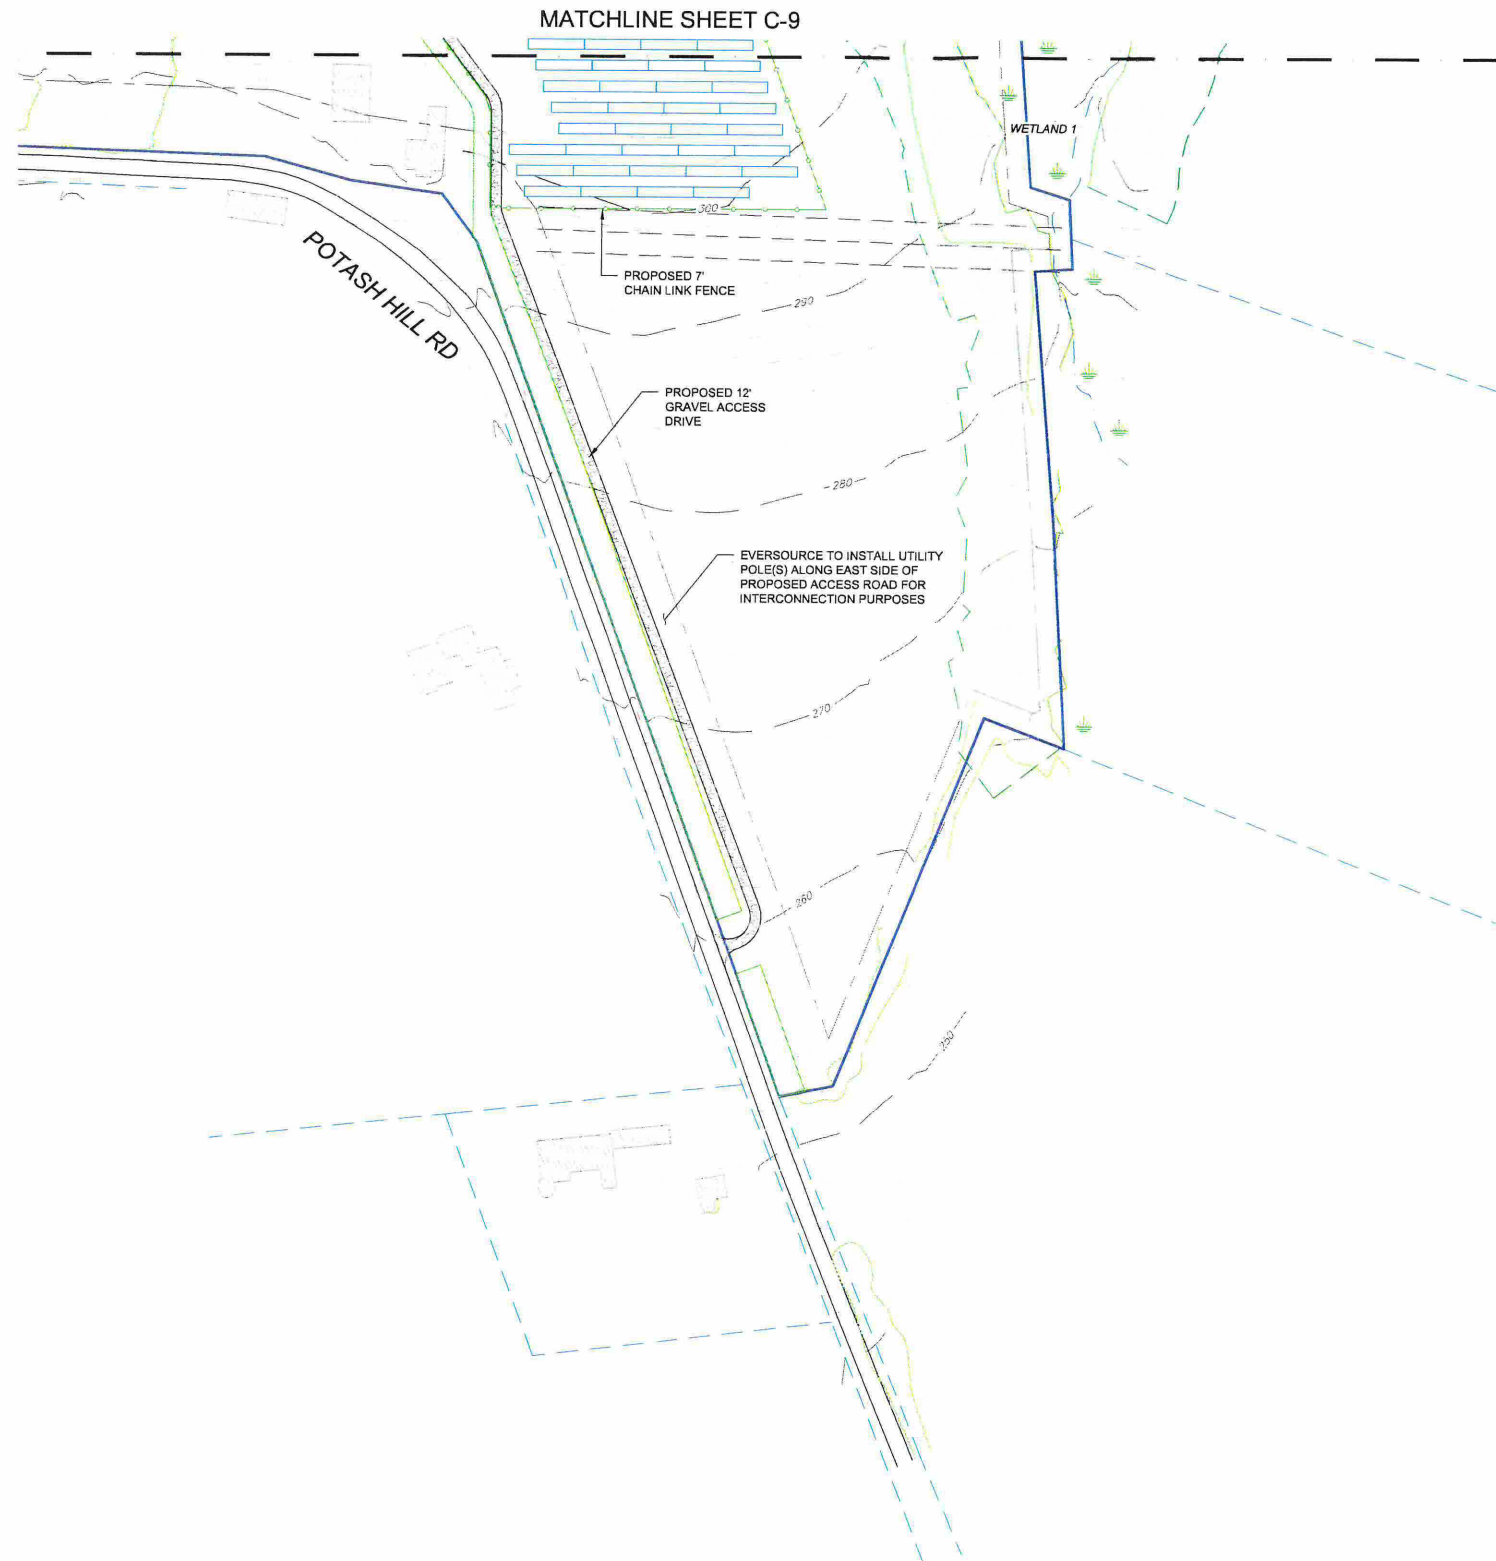 MATCHLINE SHEET C-9
WETLAND 1
300
POTASH HILL RD
PROPOSED 7'
CHAIN LINK FENCE
290
PROPOSED 12'
GRAVEL ACCESS
DRIVE
280
EVERSOURCE TO INSTALL UTILITY
POLE(S) ALONG EAST SIDE OF
PROPOSED ACCESS ROAD FOR
INTERCONNECTION PURPOSES
270
260
250